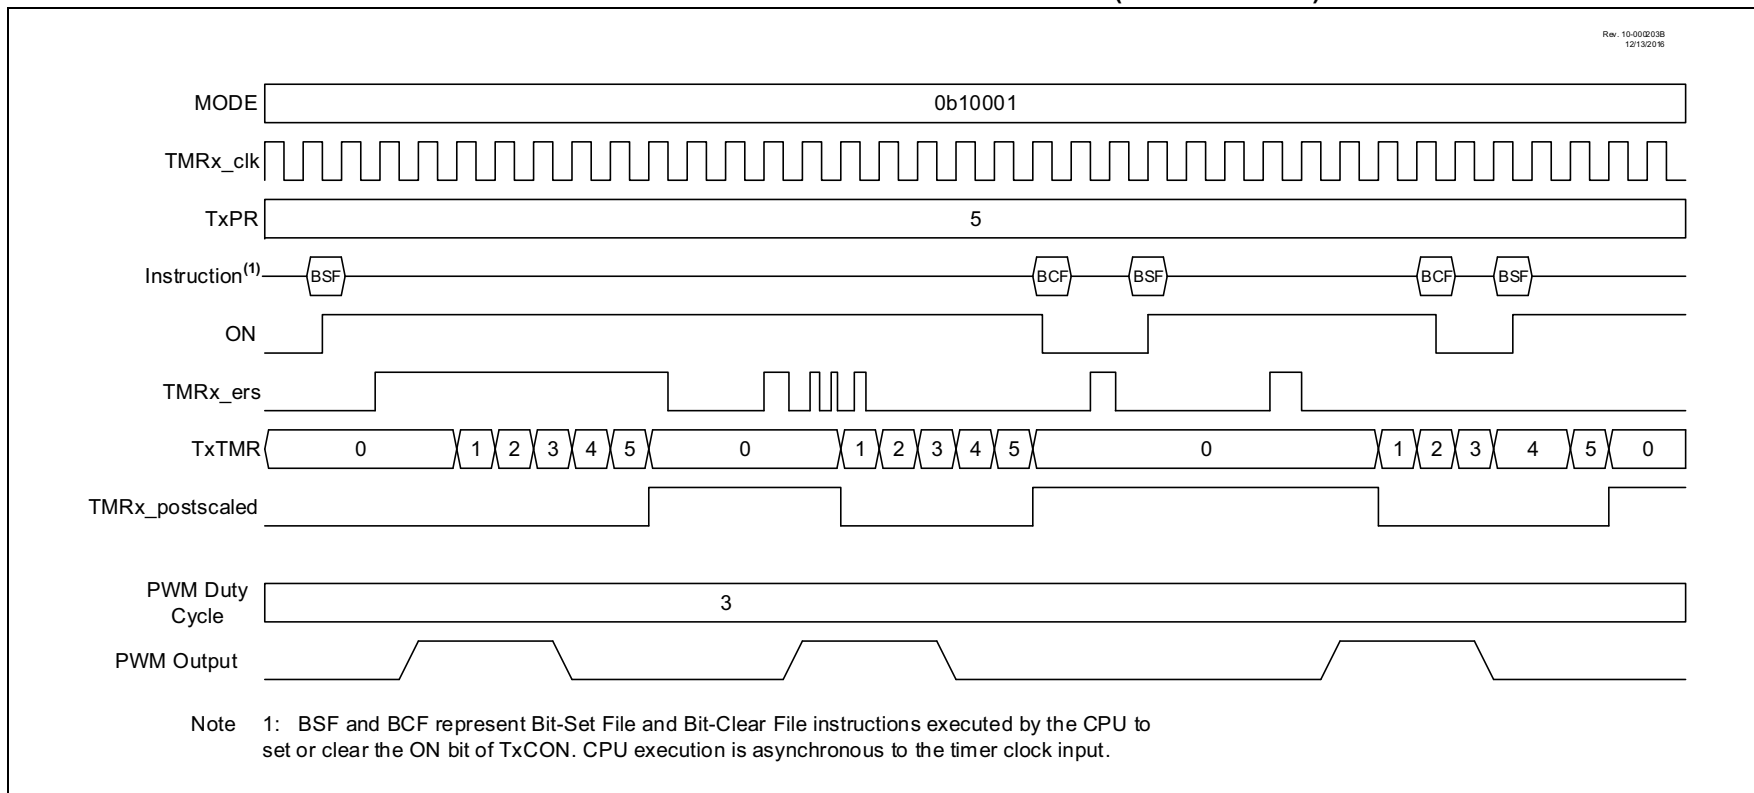 Rev. 10-000203B
12/13/2016
MODE 0b10001
TMRx_clk
TxPR 5
Instruction(1) BSF BCF BSF BCF BSF
ON
TMRx_ers
TxTMR 0 1 2 3 4 5 0 1 2 3 4 5 0 1 2 3 4 5 0
TMRx_postscaled
PWM Duty
Cycle 3
PWM Output
Note 1: BSF and BCF represent Bit-Set File and Bit-Clear File instructions executed by the CPU to
set or clear the ON bit of TxCON. CPU execution is asynchronous to the timer clock input.